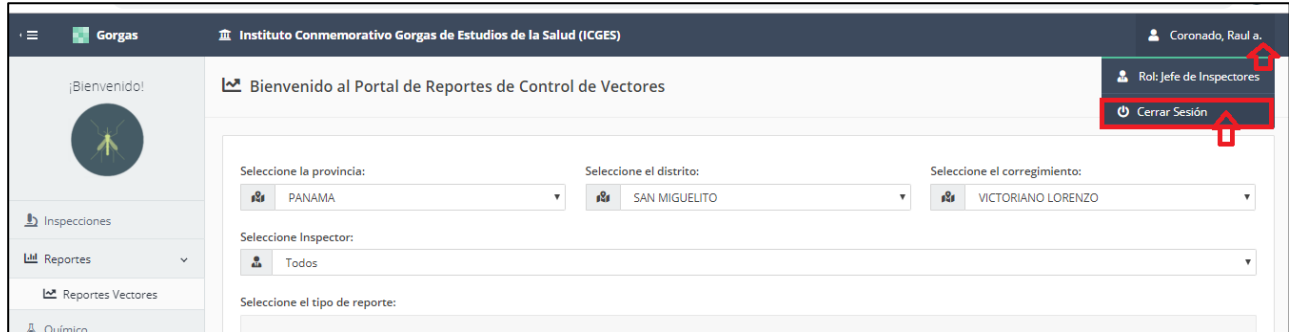 Gorgas
Instituto Conmemorativo Gorgas de Estudios de la Salud (ICGES)
Coronado, Raul a.
Rol: Jefe de Inspectores
Cerrar Sesión
¡Bienvenido!
Bienvenido al Portal de Reportes de Control de Vectores
Seleccione la provincia:
Seleccione el distrito:
Seleccione el corregimiento:
PANAMA
SAN MIGUELITO
VICTORIANO LORENZO
Inspecciones
Seleccione Inspector:
Reportes
Todos
Reportes Vectores
Seleccione el tipo de reporte:
Químico